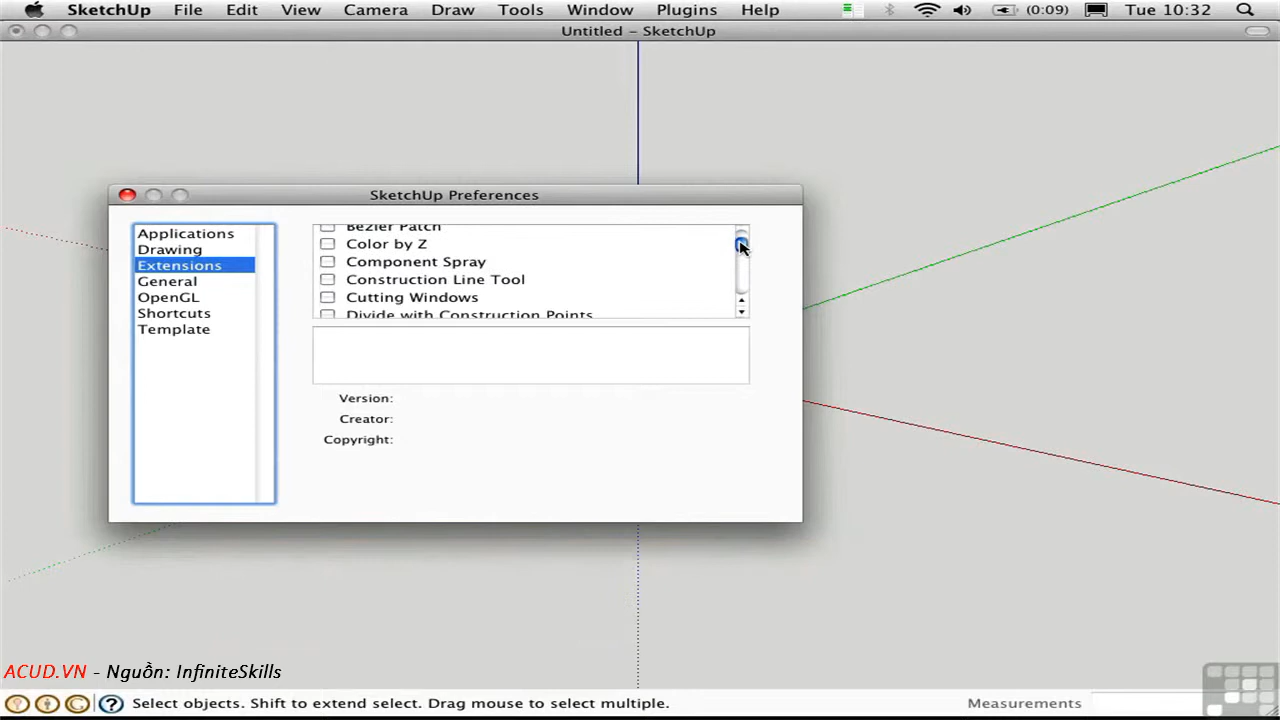 SketchUp File Edit View Camera Draw Tools Window Plugins Help (0:09) Tue 10:32
Untitled – SketchUp
SketchUp Preferences
Applications
Drawing
Extensions
General
OpenGL
Shortcuts
Template
Bezier Patch
Color by Z
Component Spray
Construction Line Tool
Cutting Windows
Divide with Construction Points
Version:
Creator:
Copyright:
ACUD.VN - Nguồn: InfiniteSkills
Select objects. Shift to extend select. Drag mouse to select multiple. Measurements